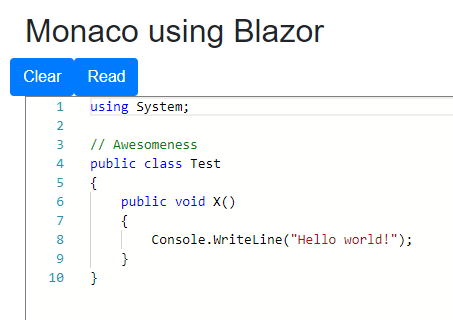 Monaco using Blazor
Clear Read
1 using System;
2
3 // Awesomeness
4 public class Test
5 {
6     public void X()
7     {
8         Console.WriteLine("Hello world!");
9     }
10 }